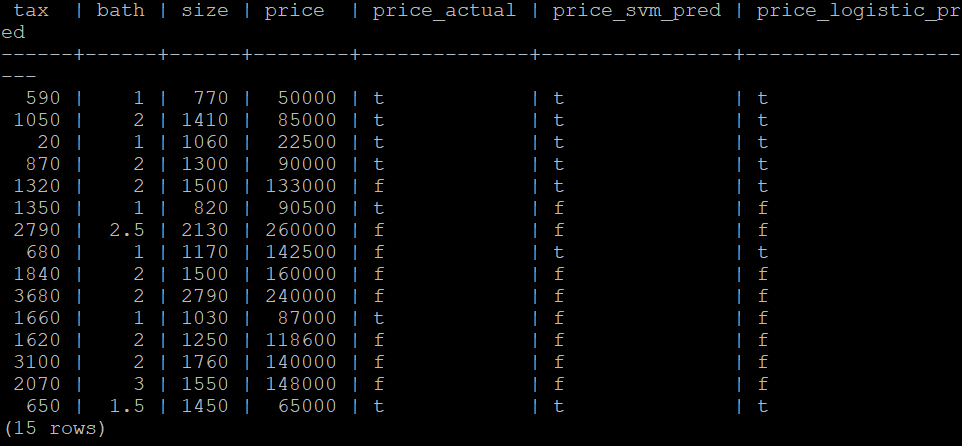 tax  | bath | size | price  | price_actual | price_svm_pred | price_logistic_pr
ed
------+------+------+--------+--------------+----------------+------------------
---
  590 |    1 |  770 |  50000 | t            | t              | t
 1050 |    2 | 1410 |  85000 | t            | t              | t
   20 |    1 | 1060 |  22500 | t            | t              | t
  870 |    2 | 1300 |  90000 | t            | t              | t
 1320 |    2 | 1500 | 133000 | f            | t              | t
 1350 |    1 |  820 |  90500 | t            | f              | f
 2790 |  2.5 | 2130 | 260000 | f            | f              | f
  680 |    1 | 1170 | 142500 | f            | t              | t
 1840 |    2 | 1500 | 160000 | f            | f              | f
 3680 |    2 | 2790 | 240000 | f            | f              | f
 1660 |    1 | 1030 |  87000 | t            | f              | f
 1620 |    2 | 1250 | 118600 | f            | f              | f
 3100 |    2 | 1760 | 140000 | f            | f              | f
 2070 |    3 | 1550 | 148000 | f            | f              | f
  650 |  1.5 | 1450 |  65000 | t            | t              | t
(15 rows)